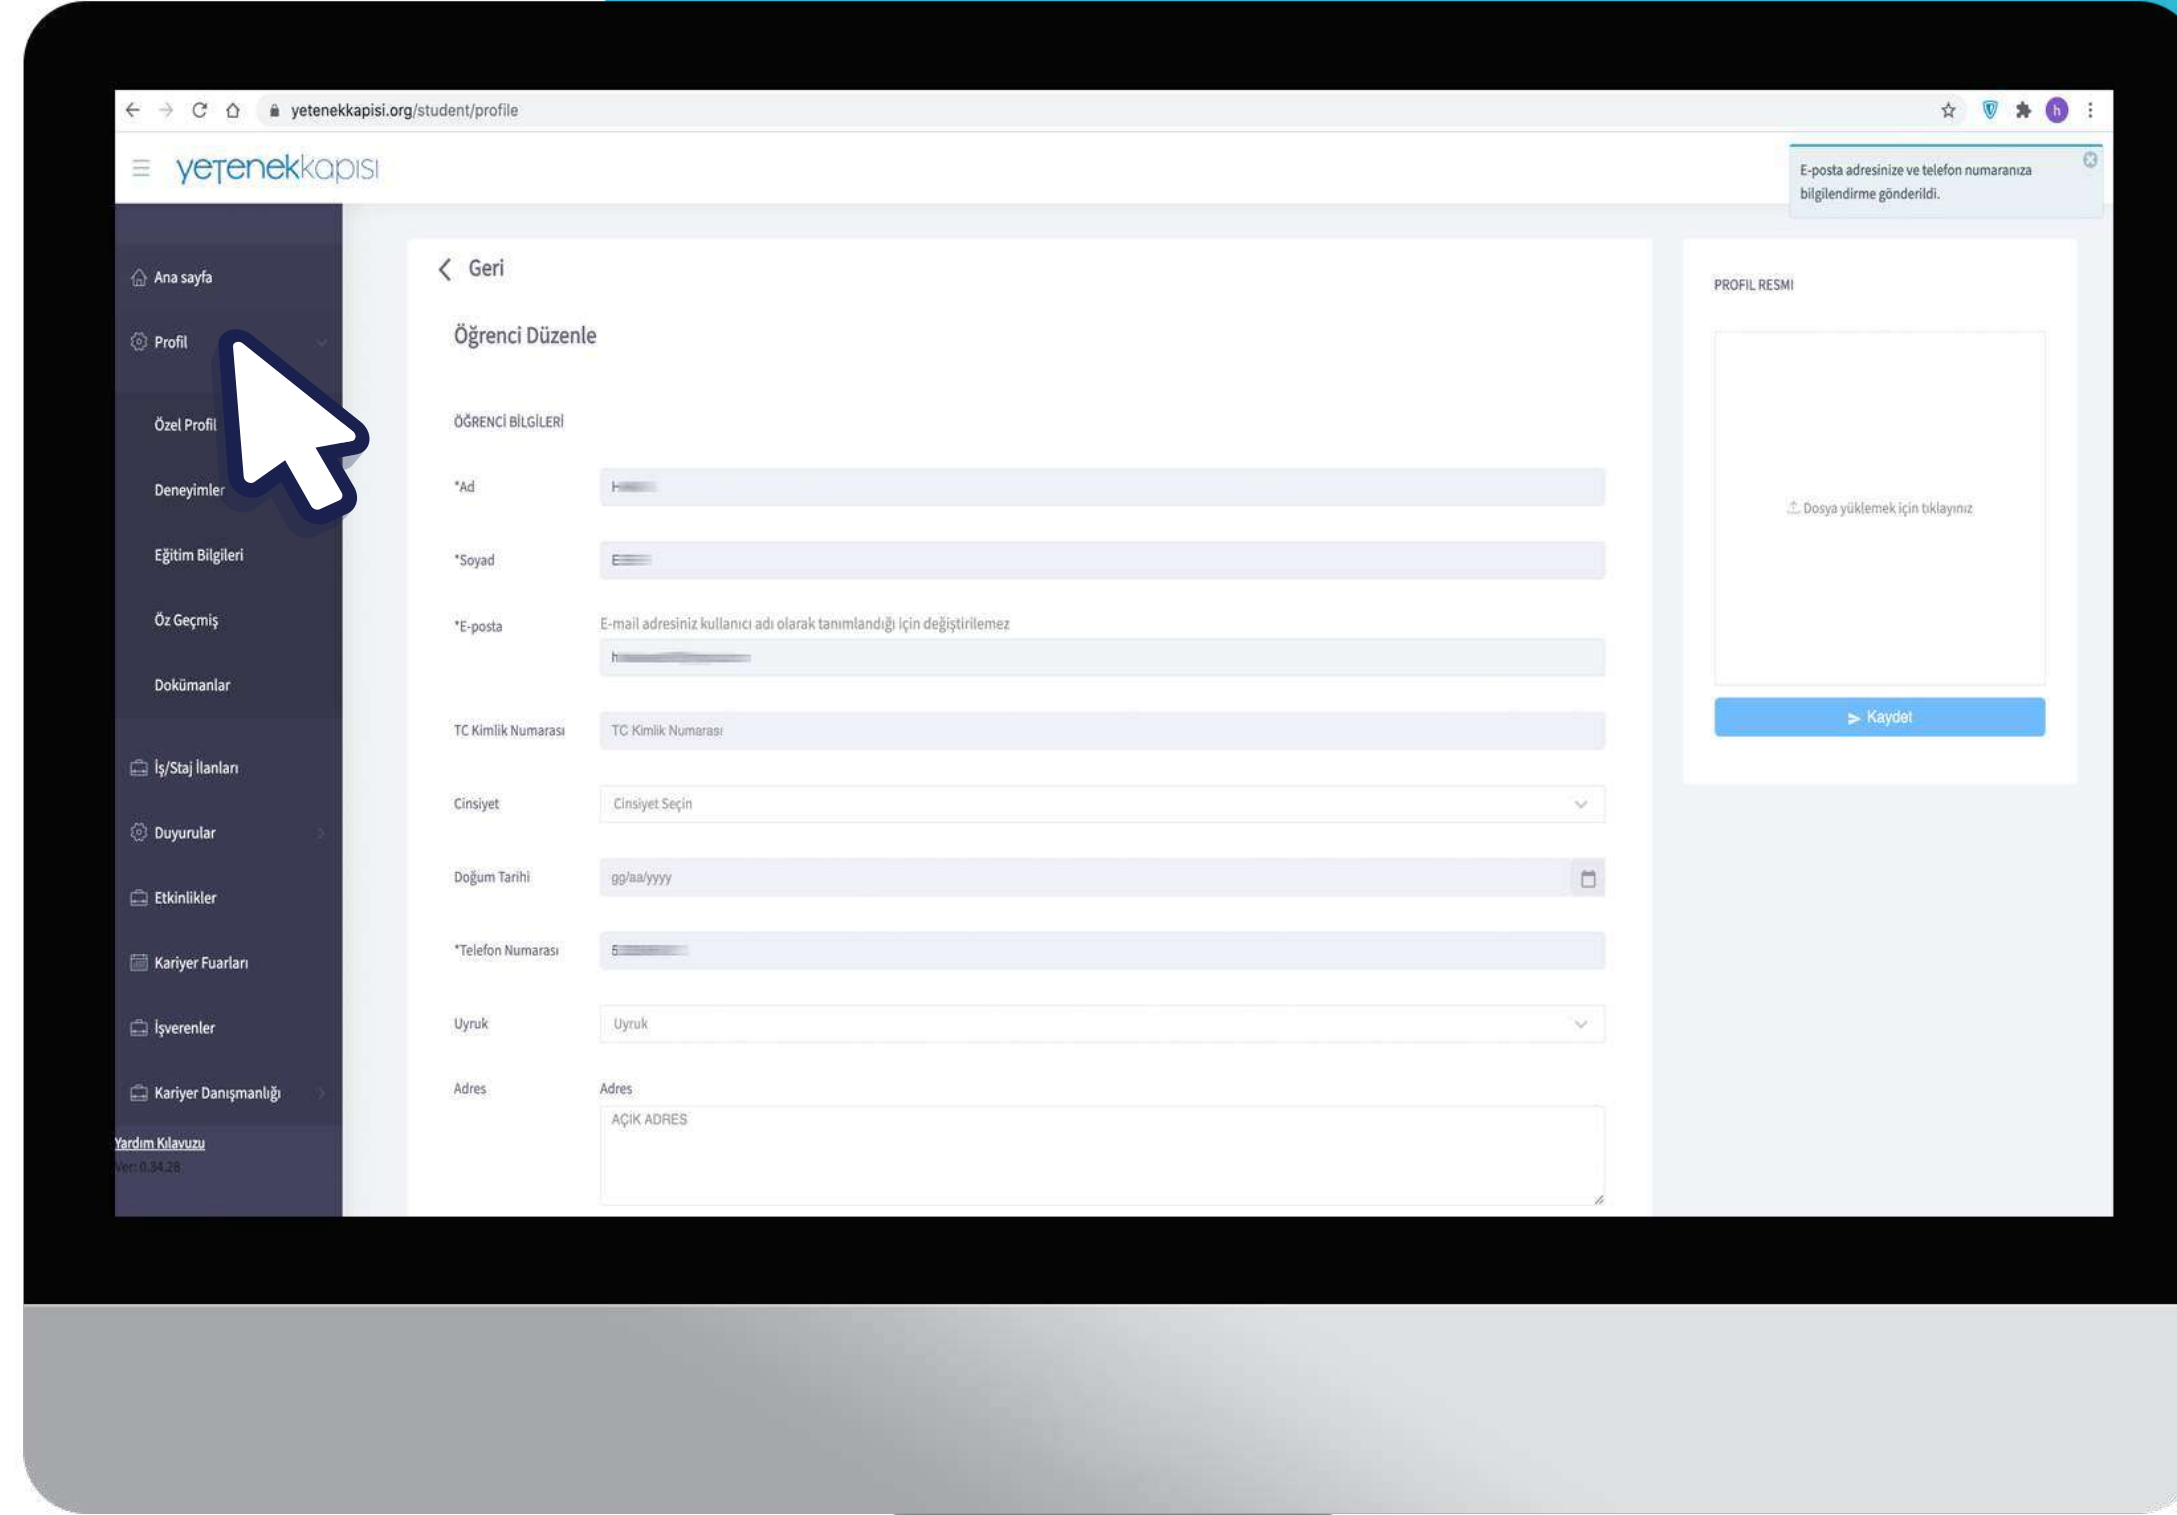 yetenekkapisi.org/student/profile
yetenekkapısı
E-posta adresinize ve telefon numaranıza
bilgilendirme gönderildi.
Ana sayfa
Profil
Özel Profil
Deneyimler
Eğitim Bilgileri
Öz Geçmiş
Dokümanlar
İş/Staj İlanları
Duyurular
Etkinlikler
Kariyer Fuarları
İşverenler
Kariyer Danışmanlığı
Yardım Kılavuzu
Ver: 0.34.28
Geri
Öğrenci Düzenle
ÖĞRENCİ BİLGİLERİ
*Ad
*Soyad
*E-posta
E-mail adresiniz kullanıcı adı olarak tanımlandığı için değiştirilemez
TC Kimlik Numarası
TC Kimlik Numarası
Cinsiyet
Cinsiyet Seçin
Doğum Tarihi
gg/aa/yyyy
*Telefon Numarası
Uyruk
Uyruk
Adres
Adres
AÇIK ADRES
PROFIL RESMI
Dosya yüklemek için tıklayınız
Kaydet